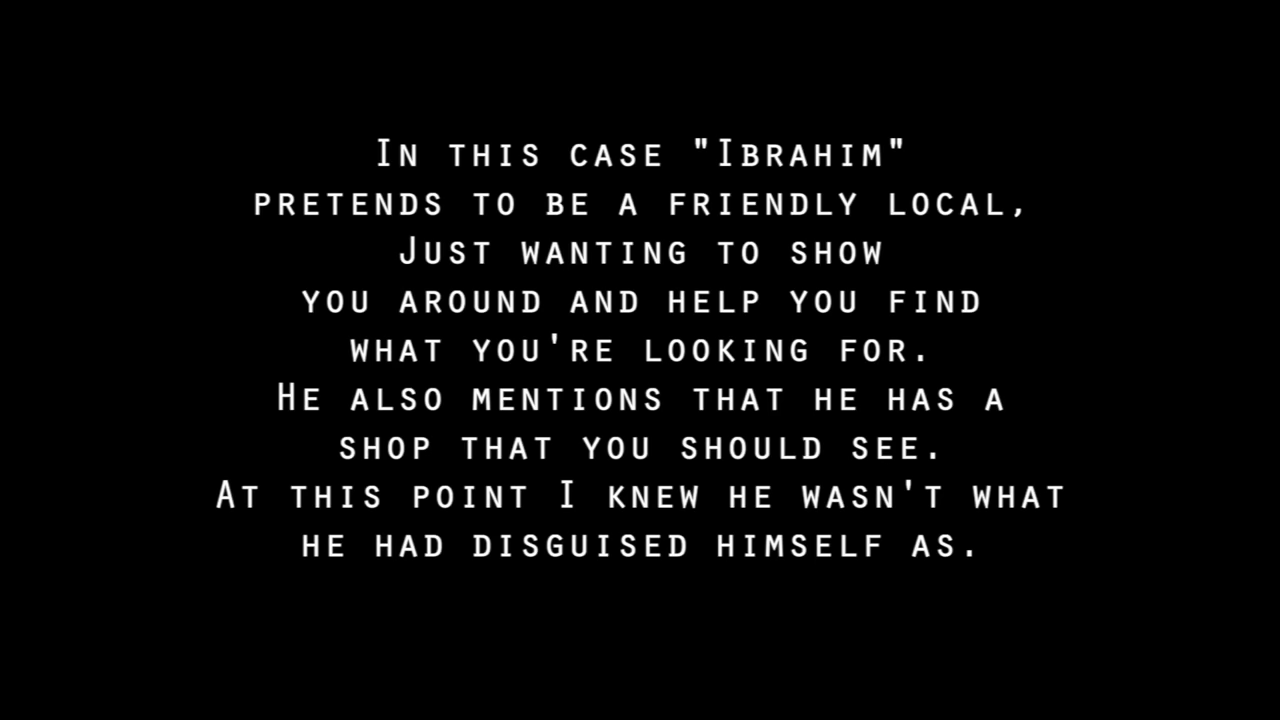 In this case "Ibrahim"
pretends to be a friendly local,
Just wanting to show
you around and help you find
what you're looking for.
He also mentions that he has a
shop that you should see.
At this point I knew he wasn't what
he had disguised himself as.